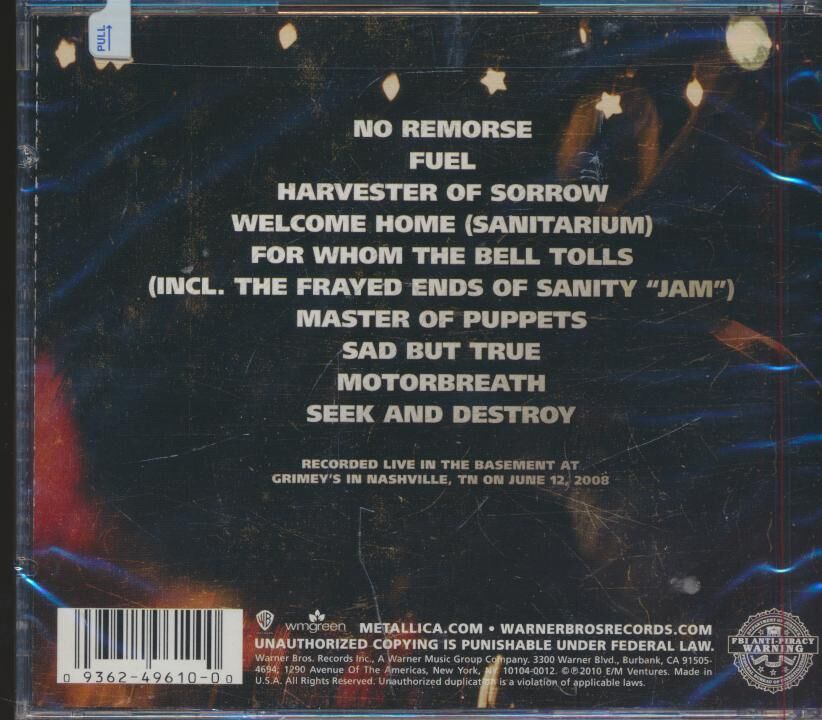 PULL
NO REMORSE
FUEL
HARVESTER OF SORROW
WELCOME HOME (SANITARIUM)
FOR WHOM THE BELL TOLLS
(INCL. THE FRAYED ENDS OF SANITY "JAM")
MASTER OF PUPPETS
SAD BUT TRUE
MOTORBREATH
SEEK AND DESTROY
RECORDED LIVE IN THE BASEMENT AT
GRIMEY'S IN NASHVILLE, TN ON JUNE 12, 2008
WB wmgreen METALLICA.COM • WARNERBROSRECORDS.COM
UNAUTHORIZED COPYING IS PUNISHABLE UNDER FEDERAL LAW.
Warner Bros. Records Inc., A Warner Music Group Company. 3300 Warner Blvd., Burbank, CA 91505-
4694; 1290 Avenue Of The Americas, New York, NY 10104-0012. ©℗2010 E/M Ventures. Made in
U.S.A. All Rights Reserved. Unauthorized duplication is a violation of applicable laws.
0 9362-49610-0 0
FBI ANTI-PIRACY
WARNING